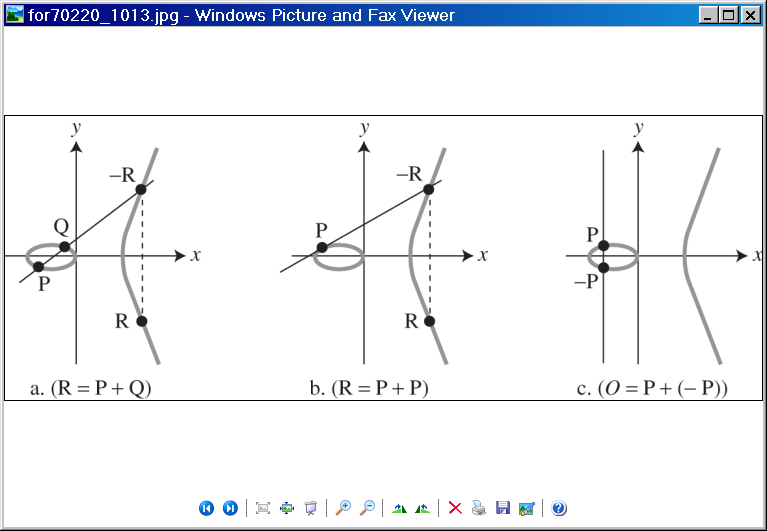 for70220_1013.jpg - Windows Picture and Fax Viewer
y
y
y
–R
–R
Q
P
P
x
x
x
P
–P
R
R
a. (R = P + Q)
b. (R = P + P)
c. (O = P + (– P))